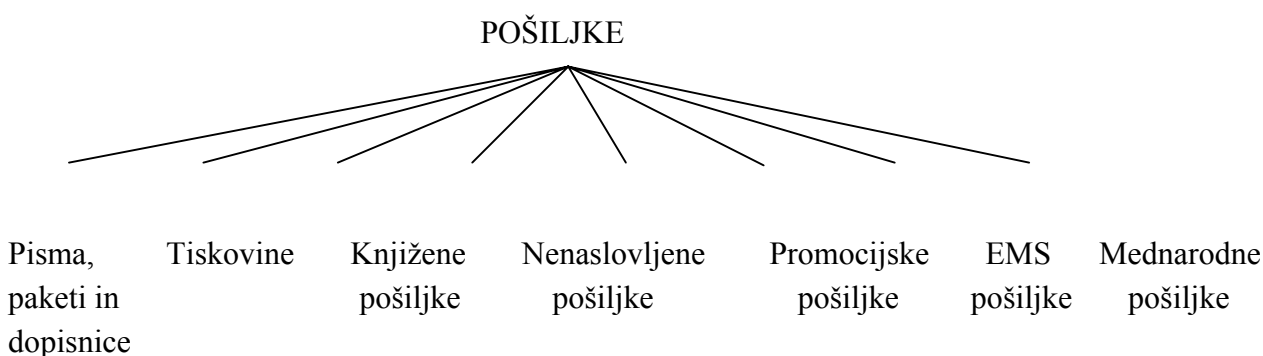 POŠILJKE
Pisma, Tiskovine Knjižene Nenaslovljene Promocijske EMS Mednarodne
paketi in pošiljke pošiljke pošiljke pošiljke pošiljke
dopisnice